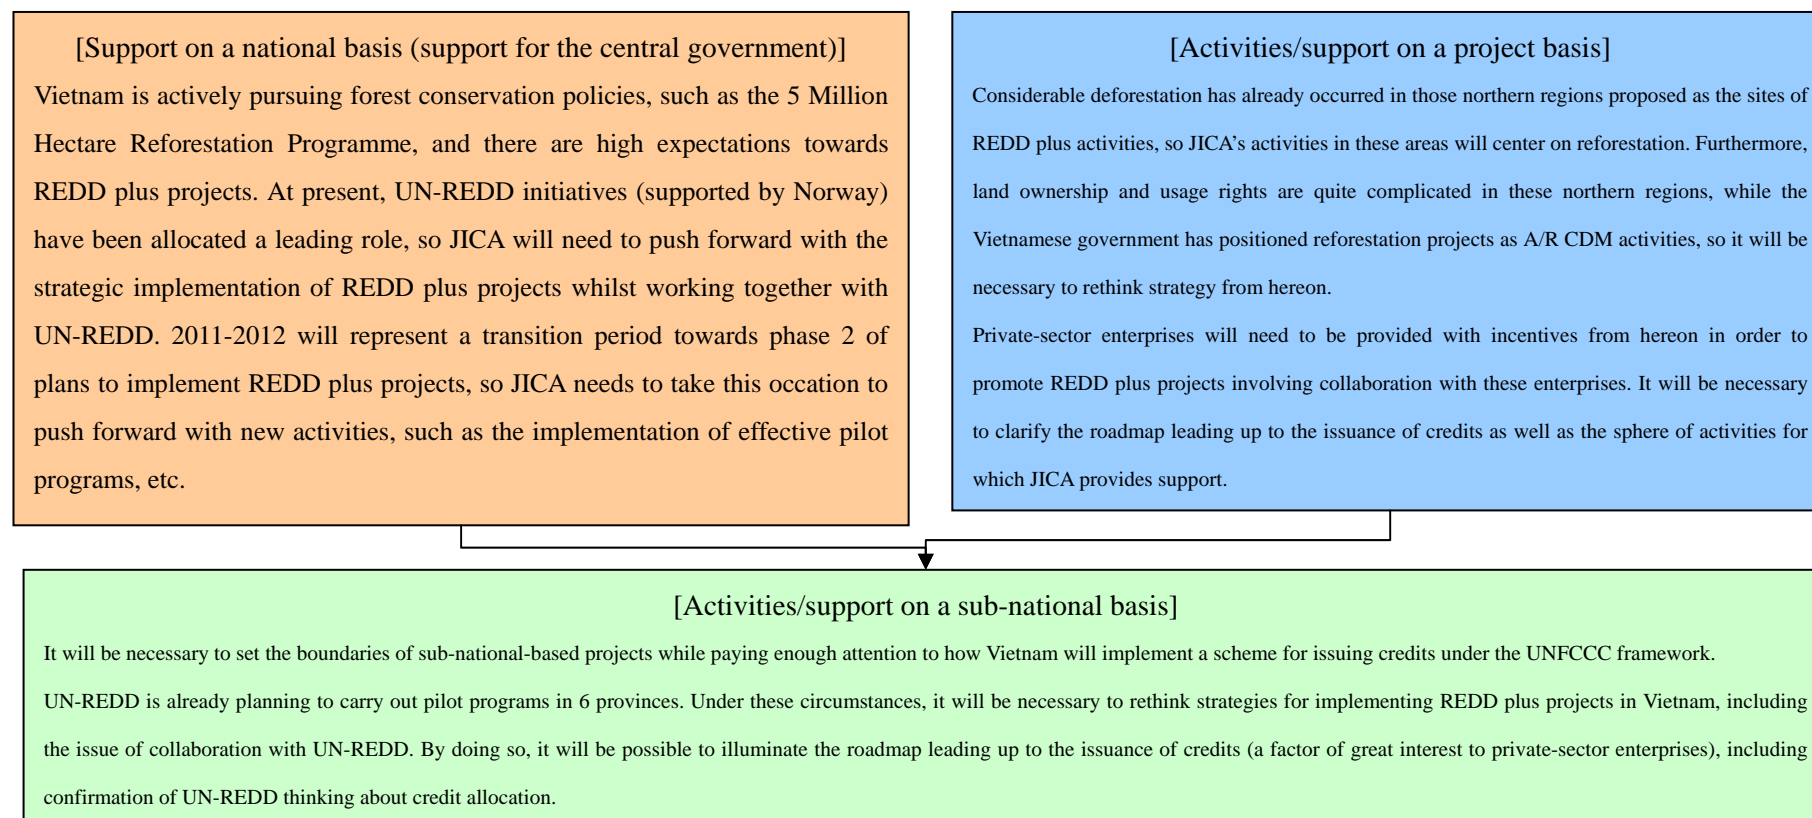 [Support on a national basis (support for the central government)]
Vietnam is actively pursuing forest conservation policies, such as the 5 Million
Hectare Reforestation Programme, and there are high expectations towards
REDD plus projects. At present, UN-REDD initiatives (supported by Norway)
have been allocated a leading role, so JICA will need to push forward with the
strategic implementation of REDD plus projects whilst working together with
UN-REDD. 2011-2012 will represent a transition period towards phase 2 of
plans to implement REDD plus projects, so JICA needs to take this occation to
push forward with new activities, such as the implementation of effective pilot
programs, etc.
[Activities/support on a project basis]
Considerable deforestation has already occurred in those northern regions proposed as the sites of
REDD plus activities, so JICA's activities in these areas will center on reforestation. Furthermore,
land ownership and usage rights are quite complicated in these northern regions, while the
Vietnamese government has positioned reforestation projects as A/R CDM activities, so it will be
necessary to rethink strategy from hereon.
Private-sector enterprises will need to be provided with incentives from hereon in order to
promote REDD plus projects involving collaboration with these enterprises. It will be necessary
to clarify the roadmap leading up to the issuance of credits as well as the sphere of activities for
which JICA provides support.
[Activities/support on a sub-national basis]
It will be necessary to set the boundaries of sub-national-based projects while paying enough attention to how Vietnam will implement a scheme for issuing credits under the UNFCCC framework.
UN-REDD is already planning to carry out pilot programs in 6 provinces. Under these circumstances, it will be necessary to rethink strategies for implementing REDD plus projects in Vietnam, including
the issue of collaboration with UN-REDD. By doing so, it will be possible to illuminate the roadmap leading up to the issuance of credits (a factor of great interest to private-sector enterprises), including
confirmation of UN-REDD thinking about credit allocation.